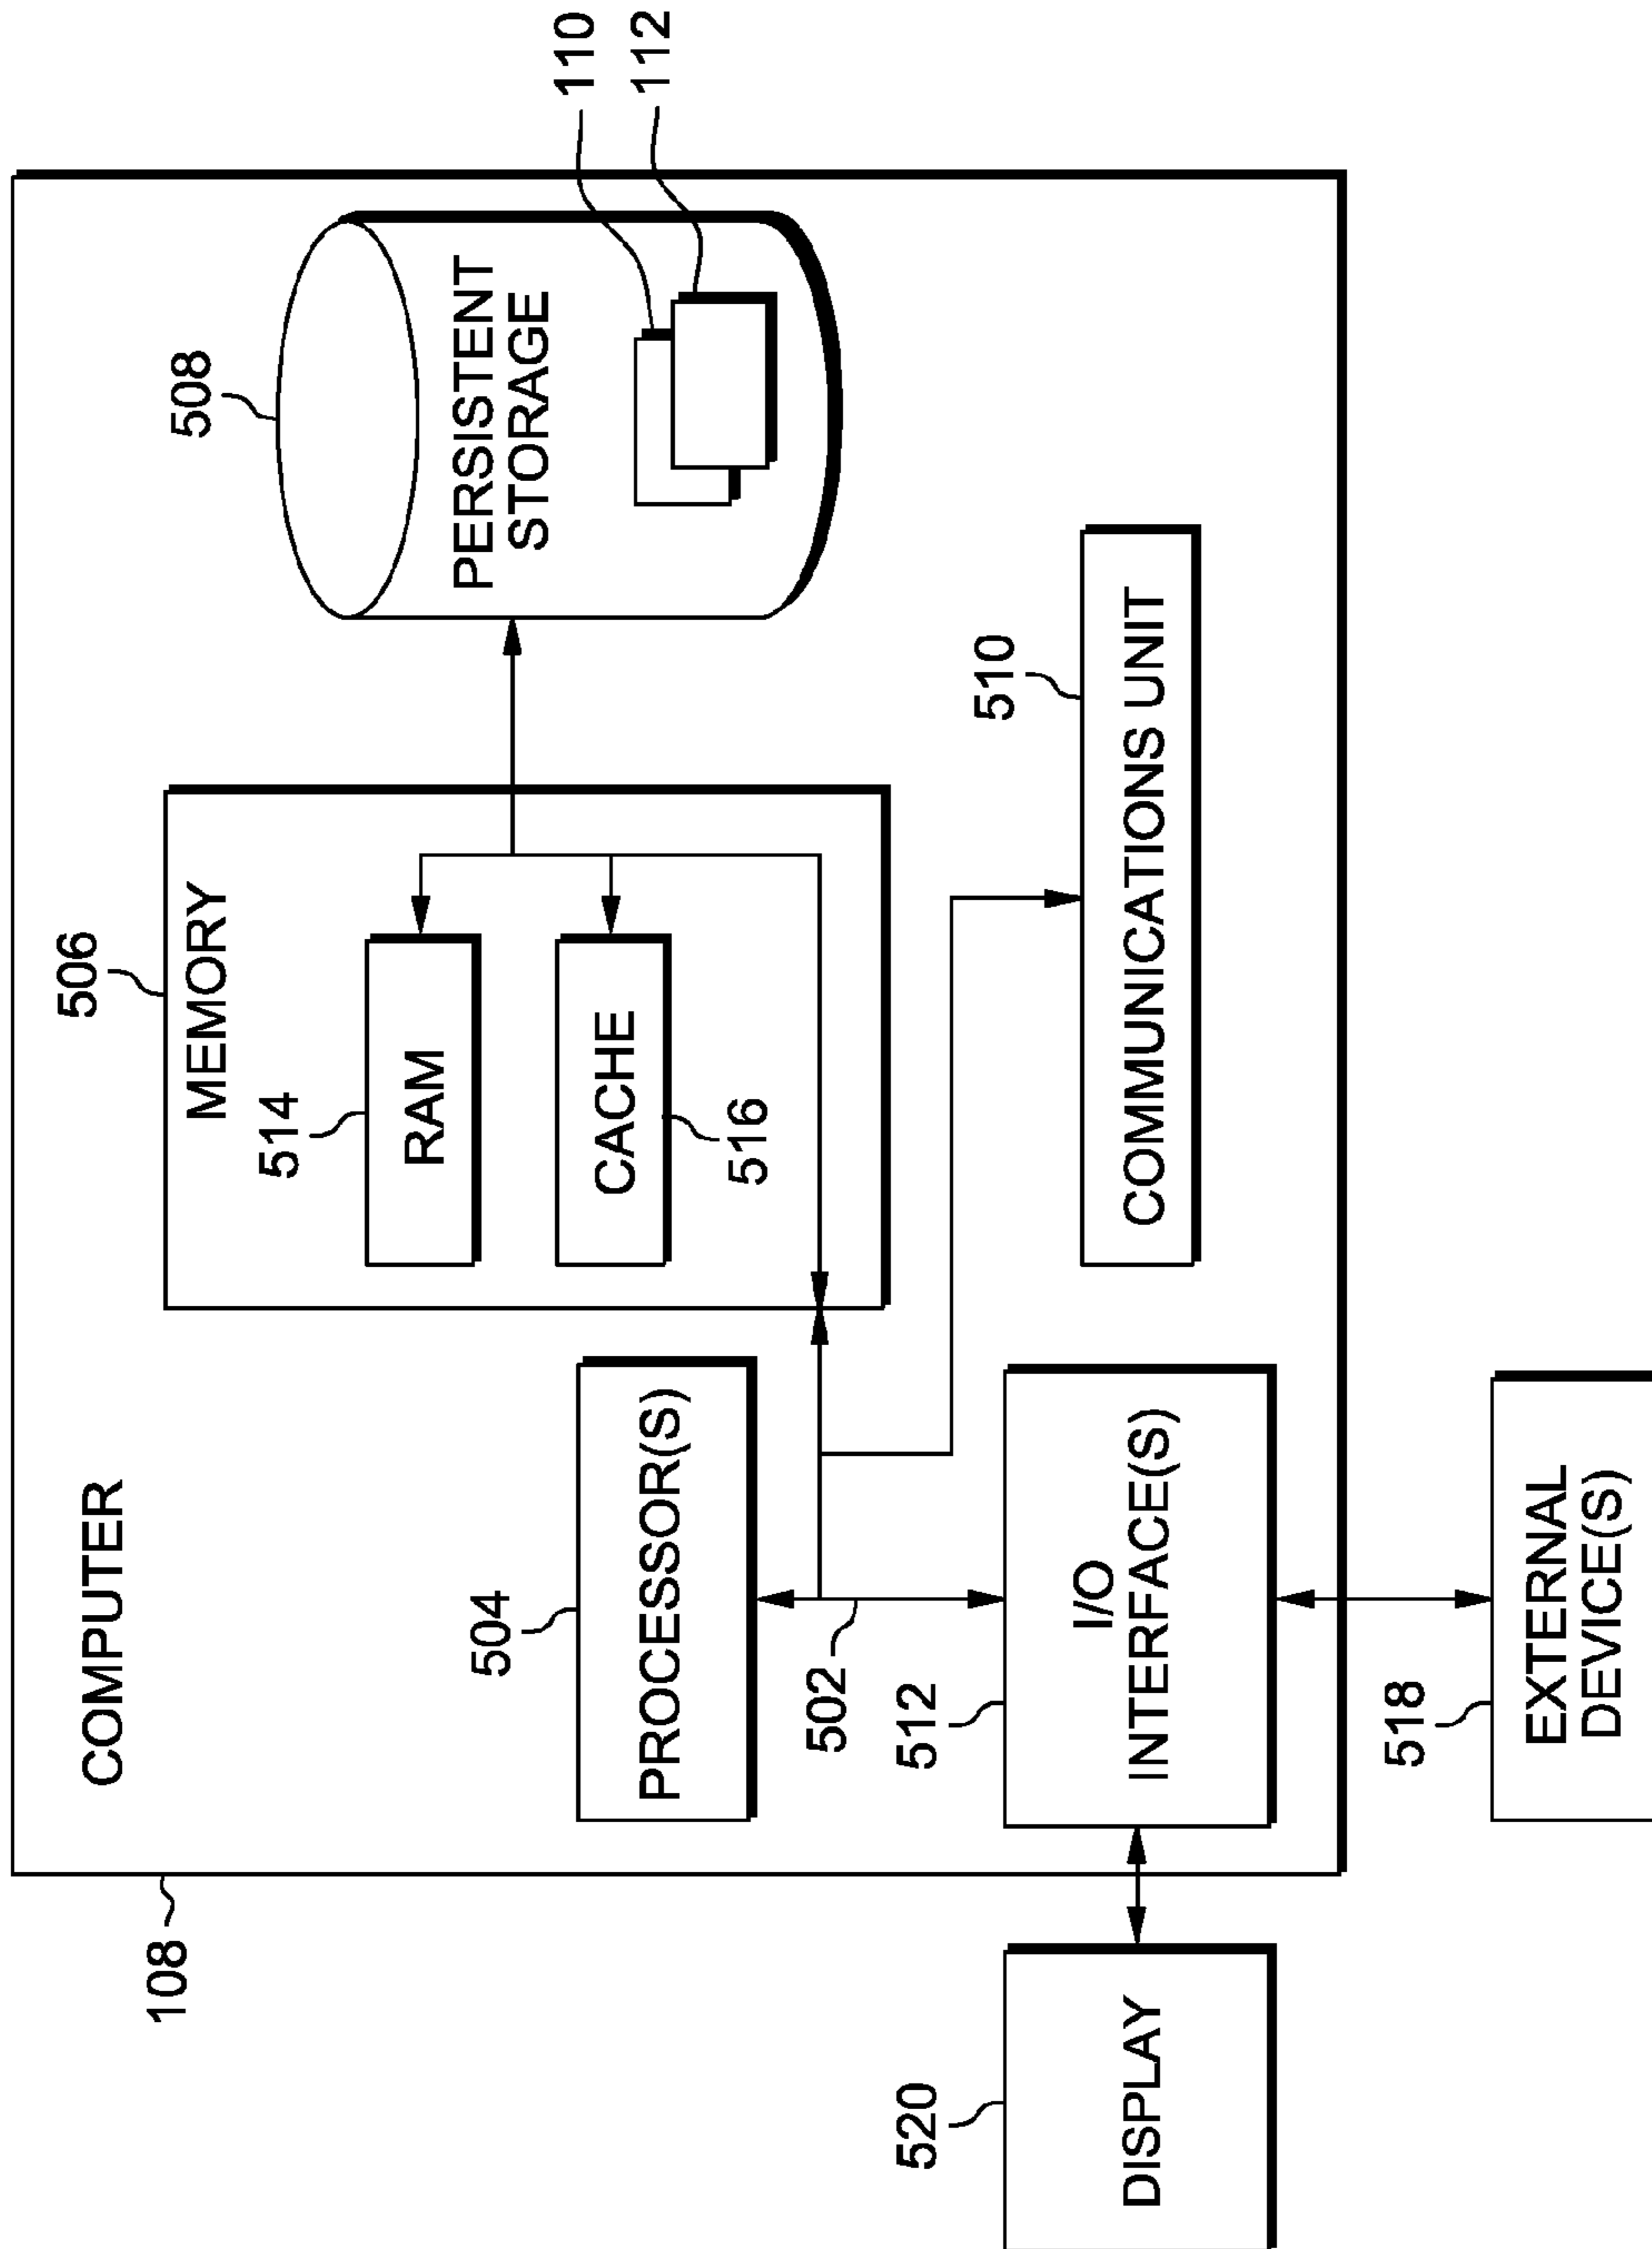 108
COMPUTER
506
MEMORY
514
RAM
CACHE
516
508
PERSISTENT
STORAGE
110
112
504
PROCESSOR(S)
502
512
I/O
INTERFACE(S)
510
COMMUNICATIONS UNIT
520
DISPLAY
518
EXTERNAL
DEVICE(S)